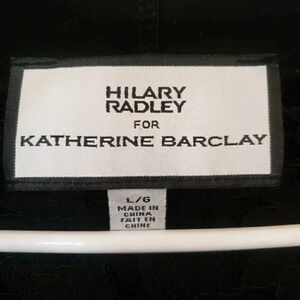 HILARY
RADLEY
FOR
KATHERINE BARCLAY
L/G
MADE IN
CHINA
FAIT EN
CHINE